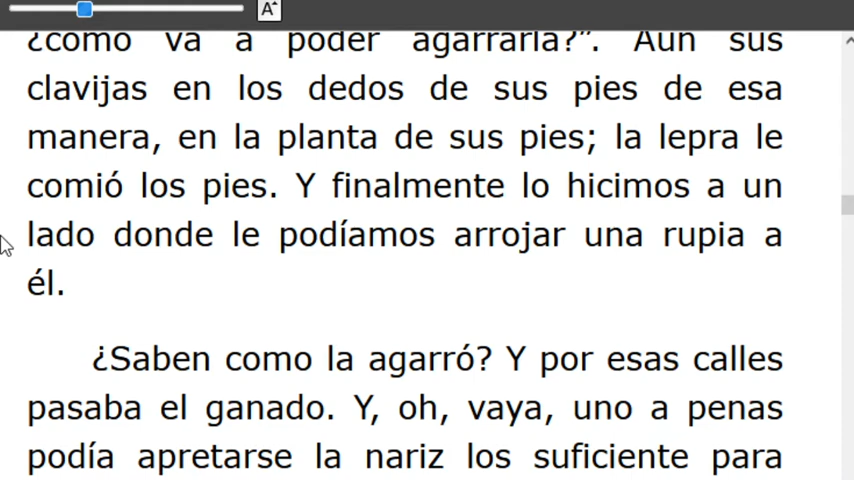 A
¿cómo va a poder agarrarla?”. Aún sus
clavijas en los dedos de sus pies de esa
manera, en la planta de sus pies; la lepra le
comió los pies. Y finalmente lo hicimos a un
lado donde le podíamos arrojar una rupia a
él.
¿Saben como la agarró? Y por esas calles
pasaba el ganado. Y, oh, vaya, uno a penas
podía apretarse la nariz los suficiente para